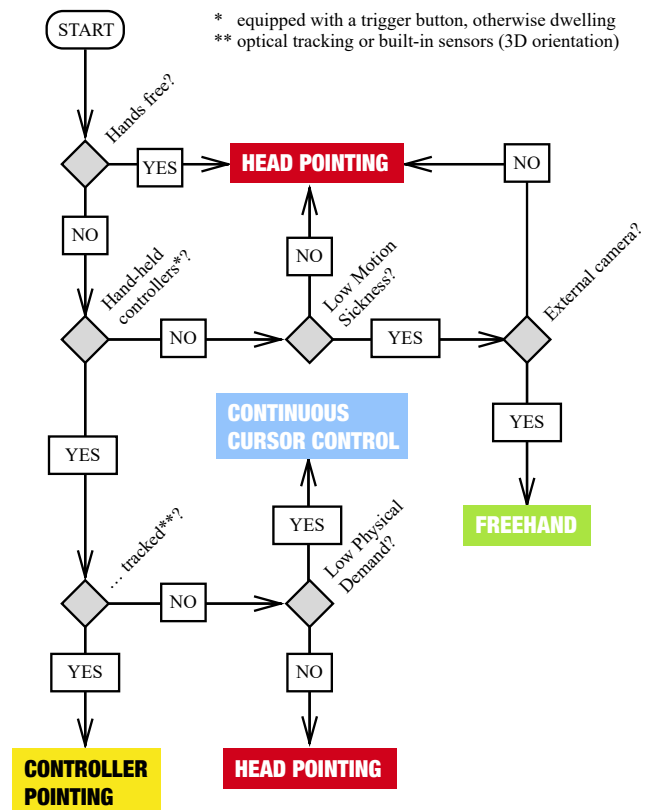 START
* equipped with a trigger button, otherwise dwelling
** optical tracking or built-in sensors (3D orientation)
Hands free?
YES
HEAD POINTING
NO
NO
Hand-held
controllers*?
NO
Low Motion
Sickness?
External camera?
NO
YES
CONTINUOUS
CURSOR CONTROL
YES
YES
FREEHAND
YES
... tracked**?
Low Physical
Demand?
NO
YES
NO
CONTROLLER
POINTING
HEAD POINTING